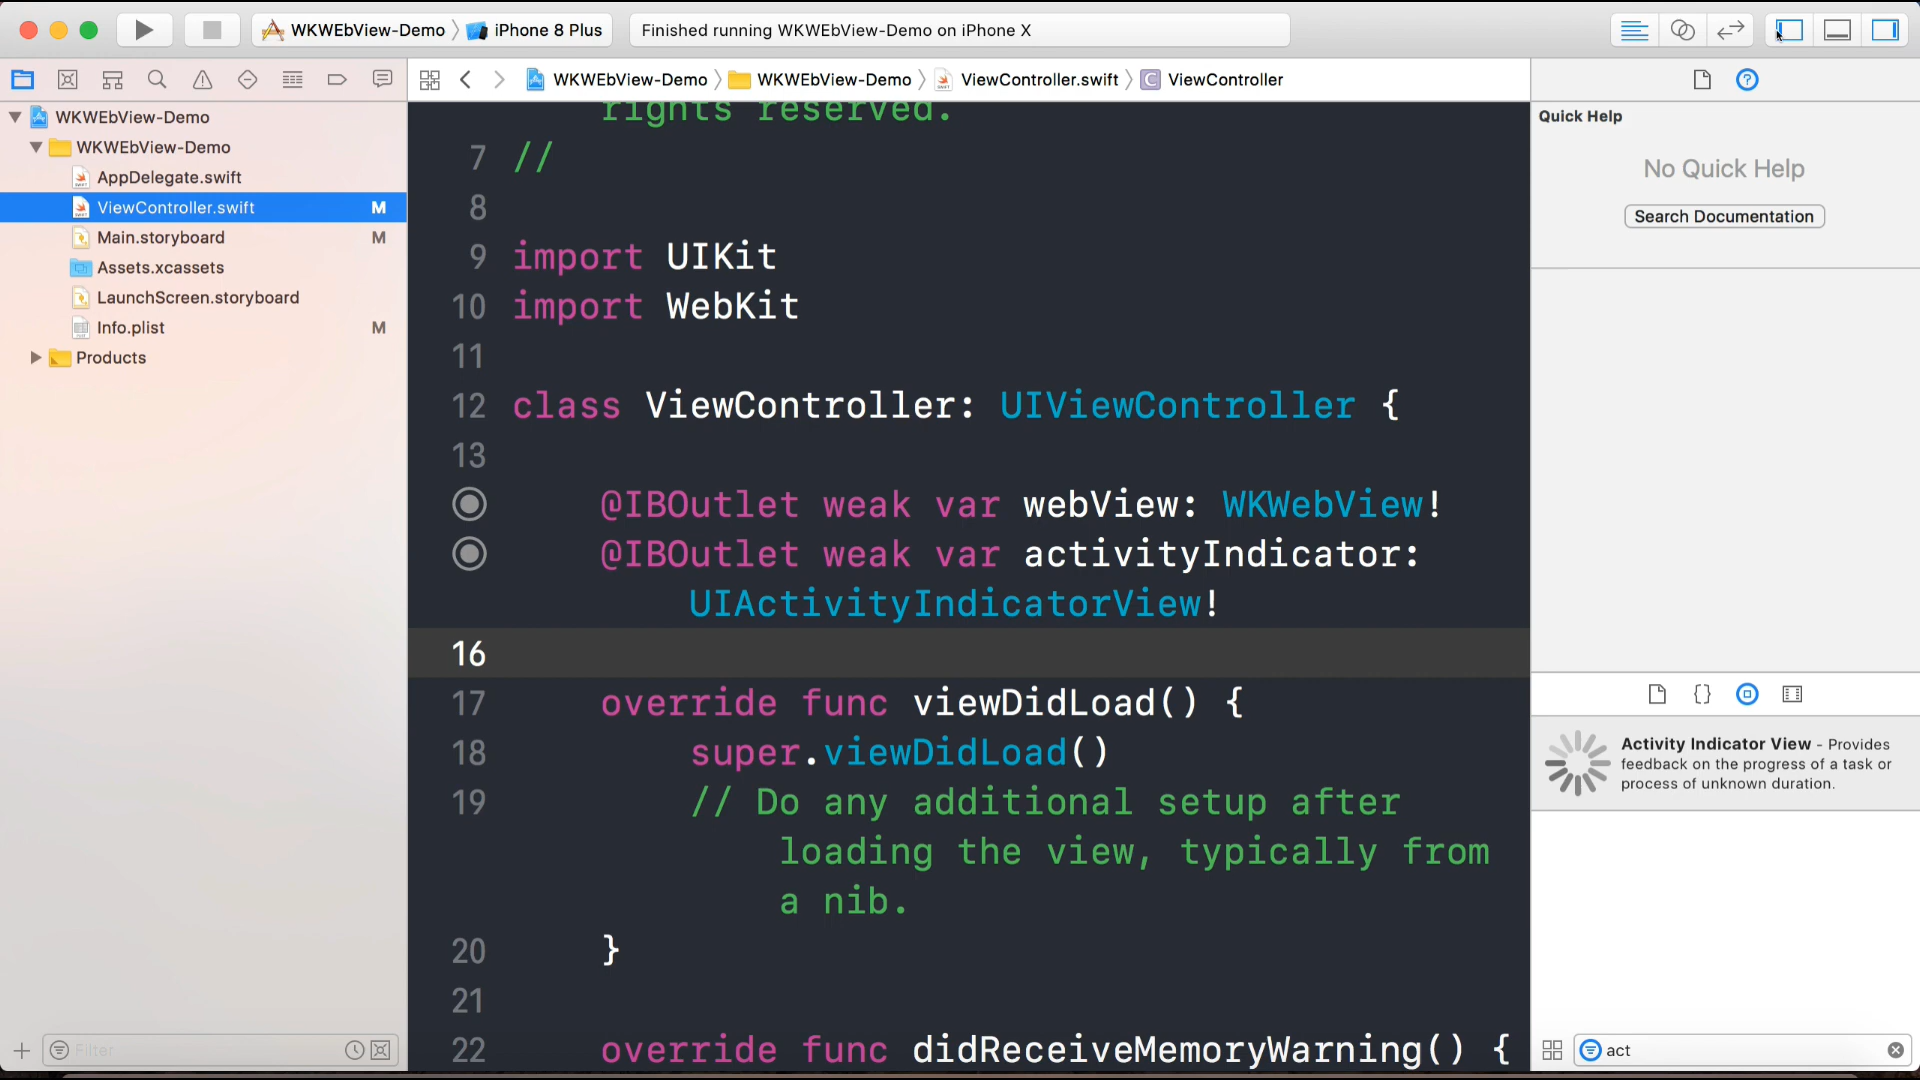 WKWEbView-Demo 〉 iPhone 8 Plus
Finished running WKWEbView-Demo on iPhone X
WKWEbView-Demo 〉 WKWEbView-Demo 〉 ViewController.swift 〉 C ViewController
WKWEbView-Demo
WKWEbView-Demo
AppDelegate.swift
ViewController.swift M
Main.storyboard M
Assets.xcassets
LaunchScreen.storyboard
Info.plist M
Products
Filter
rights reserved.
7 //
8
9 import UIKit
10 import WebKit
11
12 class ViewController: UIViewController {
13
@IBOutlet weak var webView: WKWebView!
@IBOutlet weak var activityIndicator:
UIActivityIndicatorView!
16
17 override func viewDidLoad() {
18 super.viewDidLoad()
19 // Do any additional setup after
loading the view, typically from
a nib.
20 }
21
22 override func didReceiveMemoryWarning() {
Quick Help
No Quick Help
Search Documentation
{}
Activity Indicator View - Provides
feedback on the progress of a task or
process of unknown duration.
act